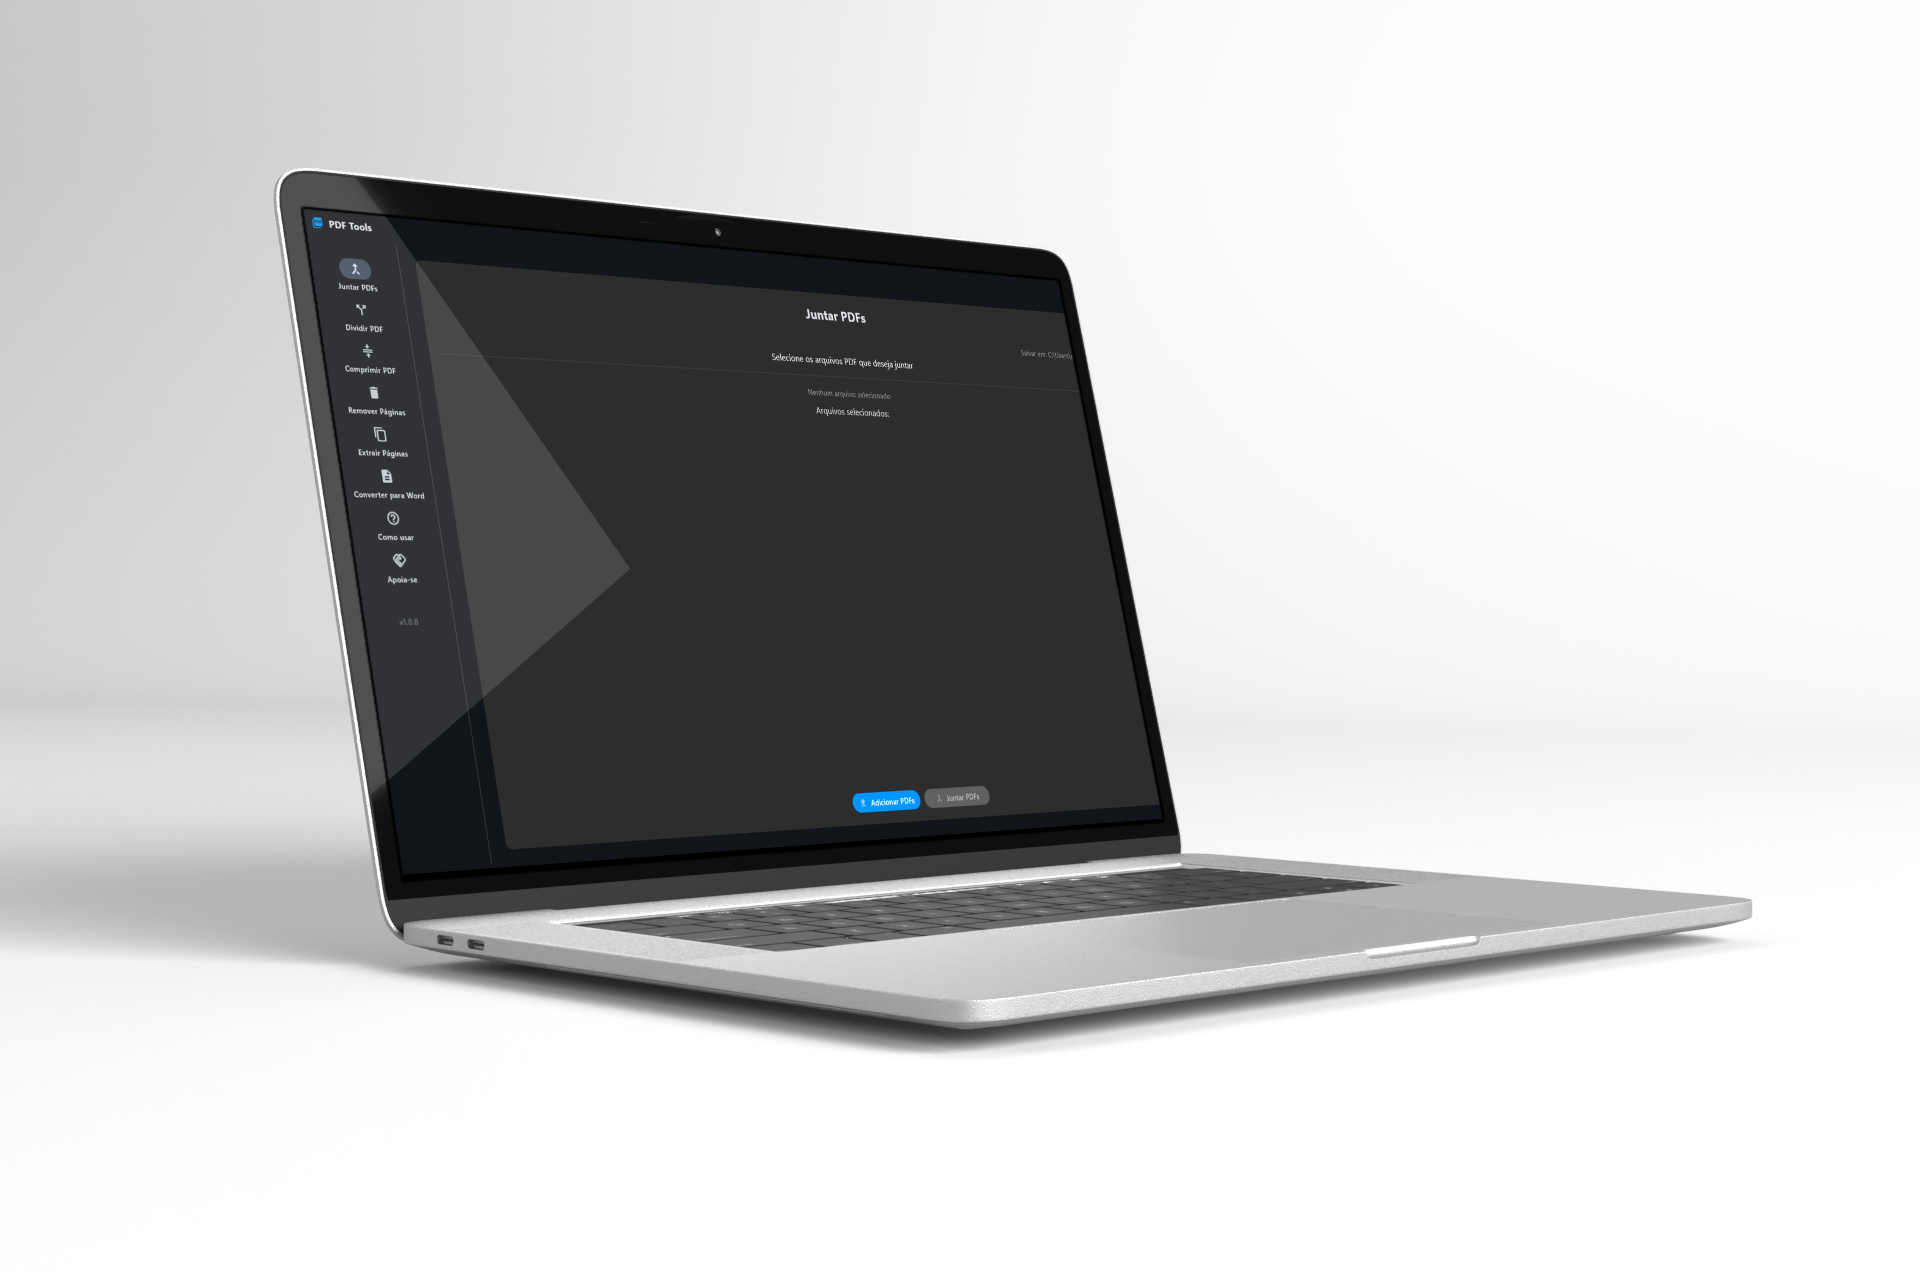 PDF Tools
Juntar PDFs
Dividir PDF
Comprimir PDF
Remover Páginas
Extrair Páginas
Converter para Word
Como usar
Apoia-se
v1.0.0
Juntar PDFs
Selecione os arquivos PDF que deseja juntar
Salvar em: C:\Users\
Nenhum arquivo selecionado
Arquivos selecionados:
Adicionar PDFs
Juntar PDFs